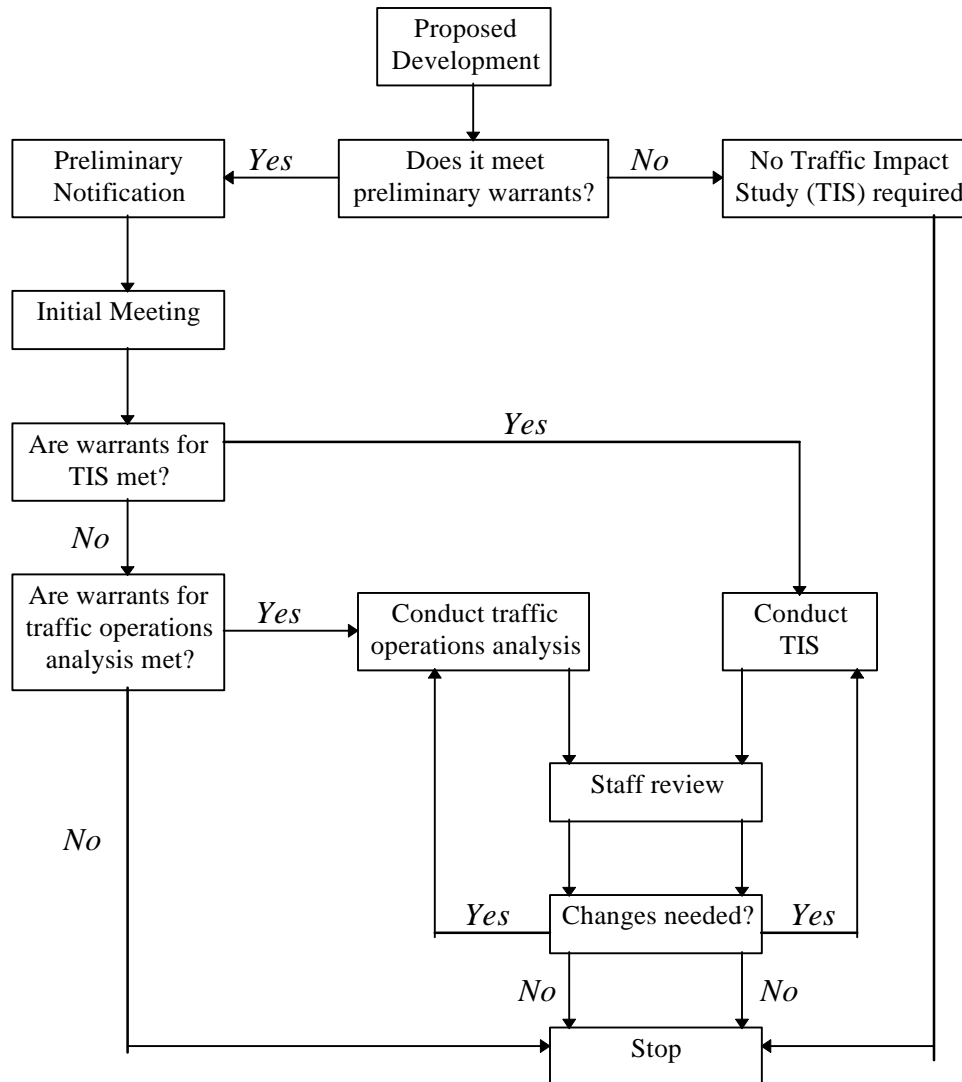 Proposed
Development
Preliminary
Notification
Yes
Does it meet
preliminary warrants?
No
No Traffic Impact
Study (TIS) required
Initial Meeting
Are warrants for
TIS met?
Yes
No
Are warrants for
traffic operations
analysis met?
Yes
Conduct traffic
operations analysis
Conduct
TIS
Staff review
No
Yes
Changes needed?
Yes
No
No
Stop